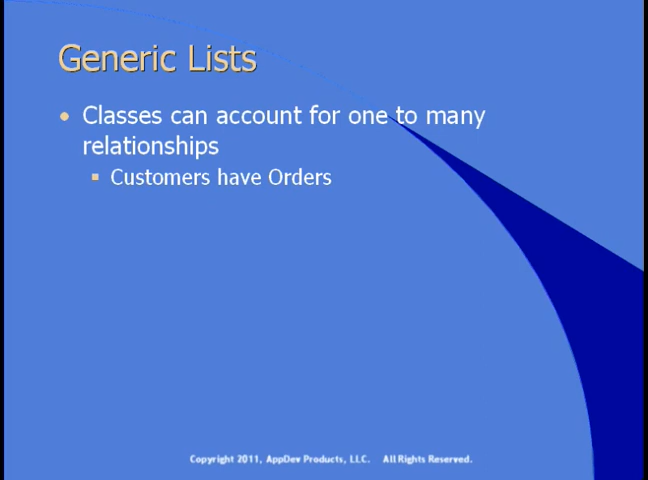 Generic Lists
• Classes can account for one to many
relationships
▪ Customers have Orders
Copyright 2011, AppDev Products, LLC. All Rights Reserved.